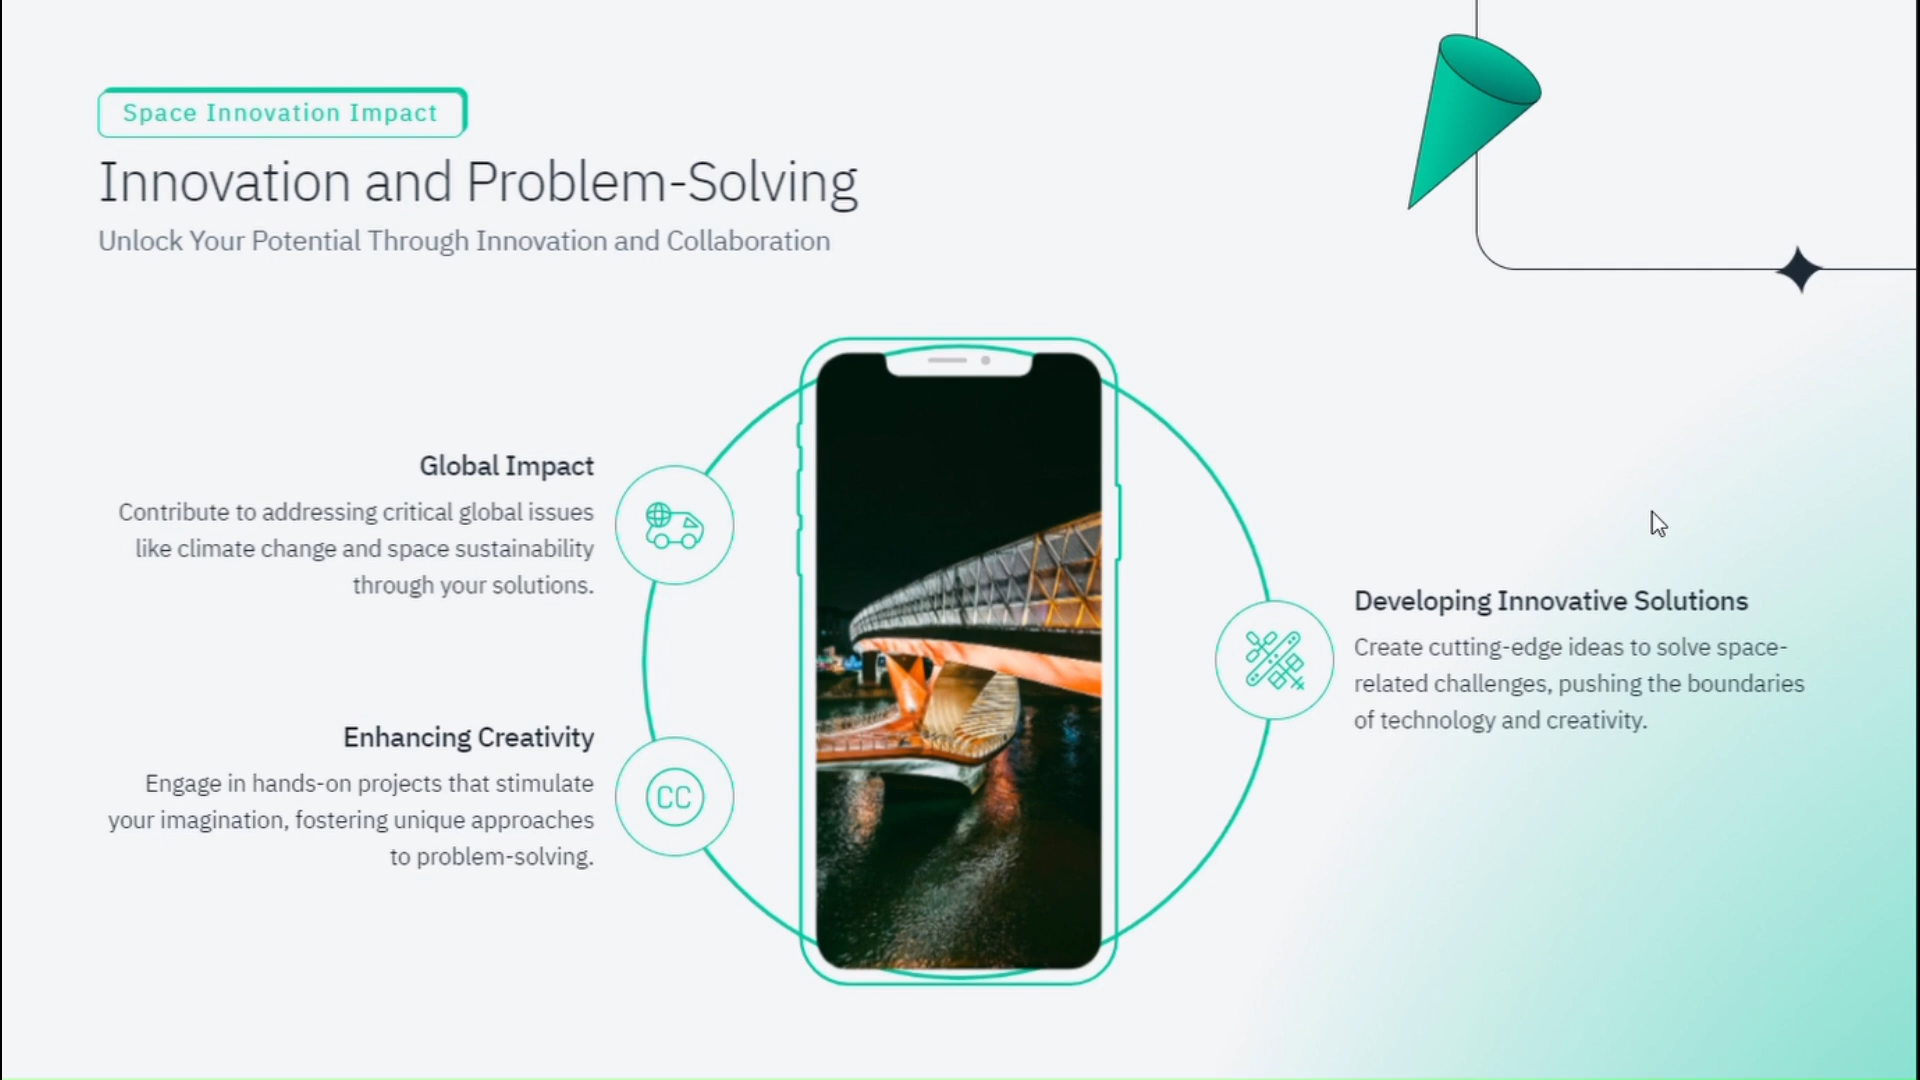 Space Innovation Impact
Innovation and Problem-Solving
Unlock Your Potential Through Innovation and Collaboration
Global Impact
Contribute to addressing critical global issues
like climate change and space sustainability
through your solutions.
Enhancing Creativity
Engage in hands-on projects that stimulate
your imagination, fostering unique approaches
to problem-solving.
CC
Developing Innovative Solutions
Create cutting-edge ideas to solve space-
related challenges, pushing the boundaries
of technology and creativity.